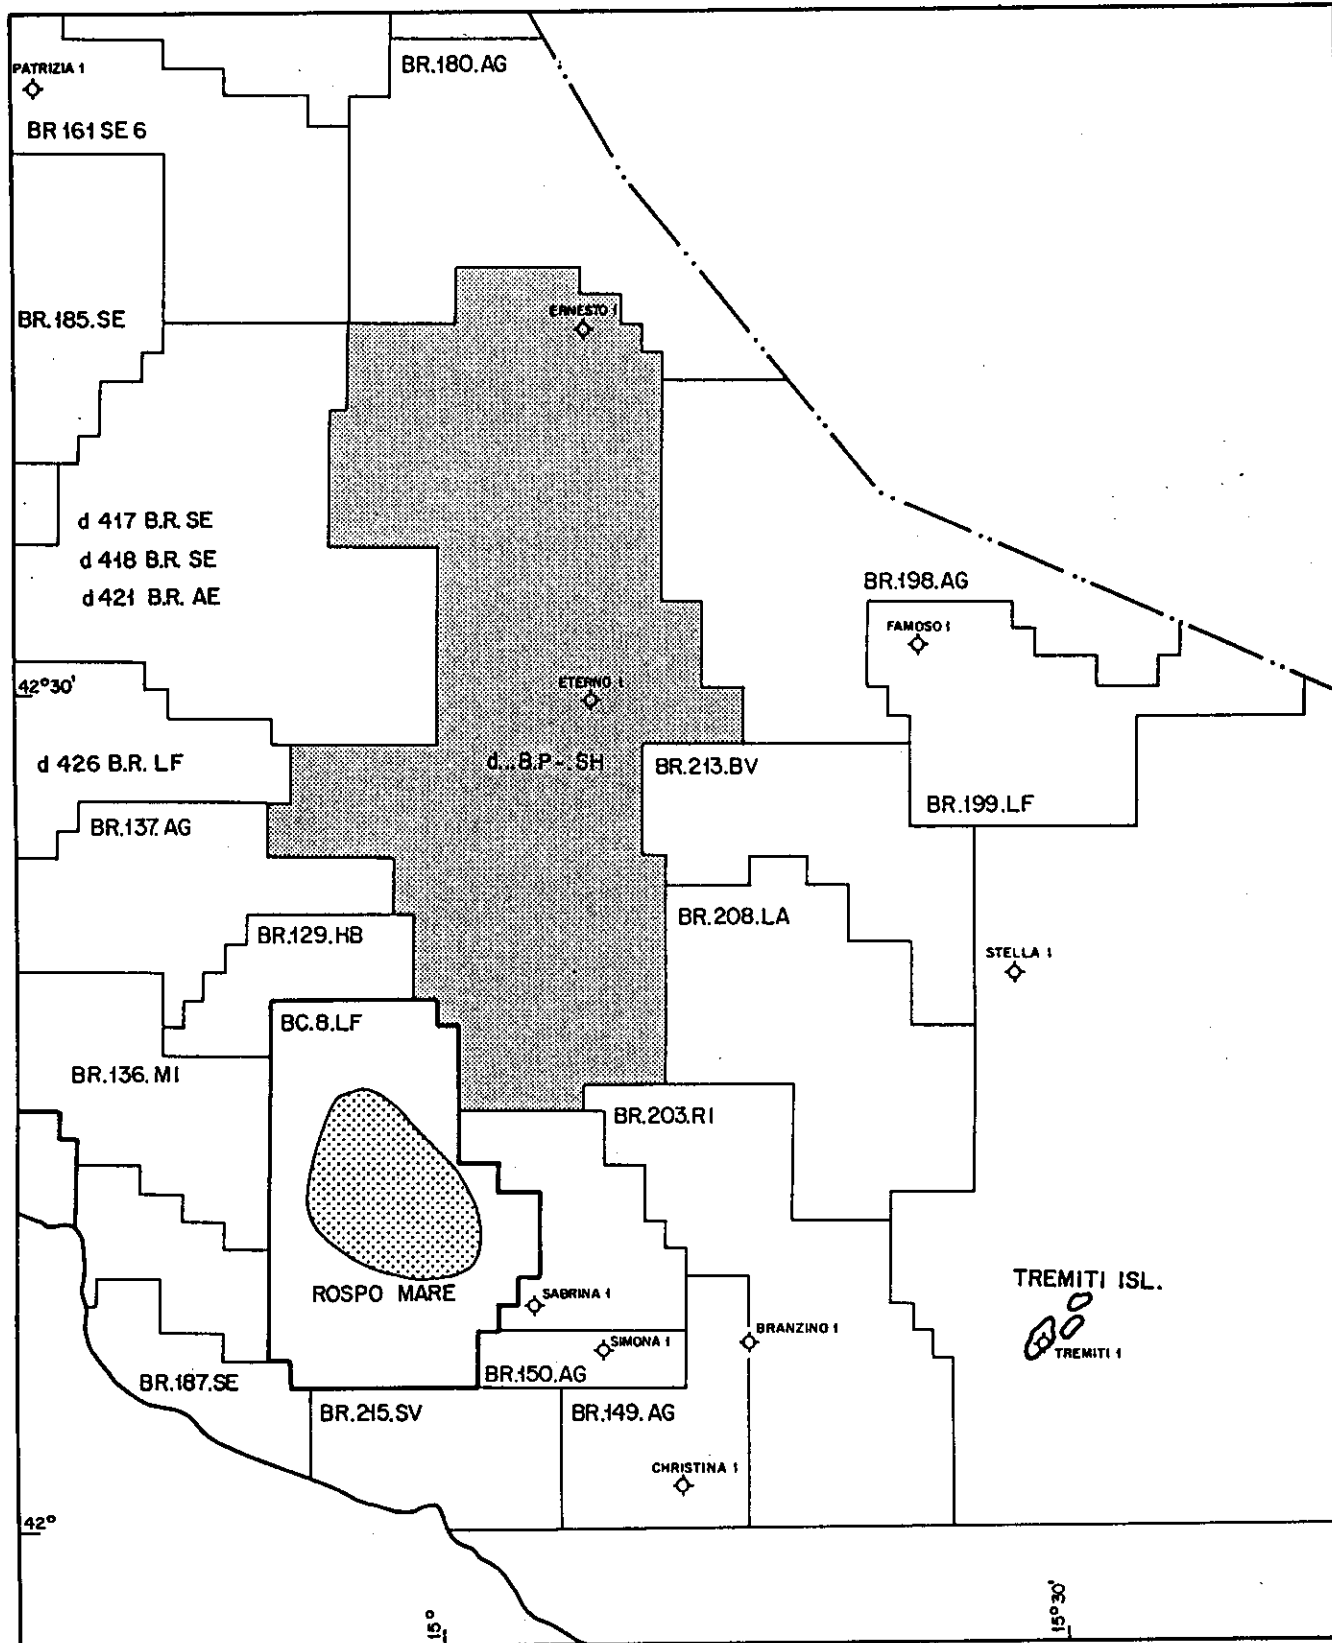 BR.180.AG
PATRIZIA 1
BR 161 SE 6
ERNESTO 1
BR.185.SE
d 417 B.R. SE
d 418 B.R. SE
d 421 B.R. AE
BR.198.AG
FAMOSO 1
42°30'
ETERNO 1
d 426 B.R. LF
d...B.P-.SH
BR.213.BV
BR.199.LF
BR.137.AG
BR.208.LA
BR.129.HB
STELLA 1
BC.8.LF
BR.136.MI
BR.203.RI
TREMITI ISL.
ROSPO MARE
SABRINA 1
BRANZINO 1
SIMONA 1
TREMITI 1
BR.150.AG
BR.187.SE
BR.215.SV
BR.149.AG
CHRISTINA 1
42°
15°
15°30'